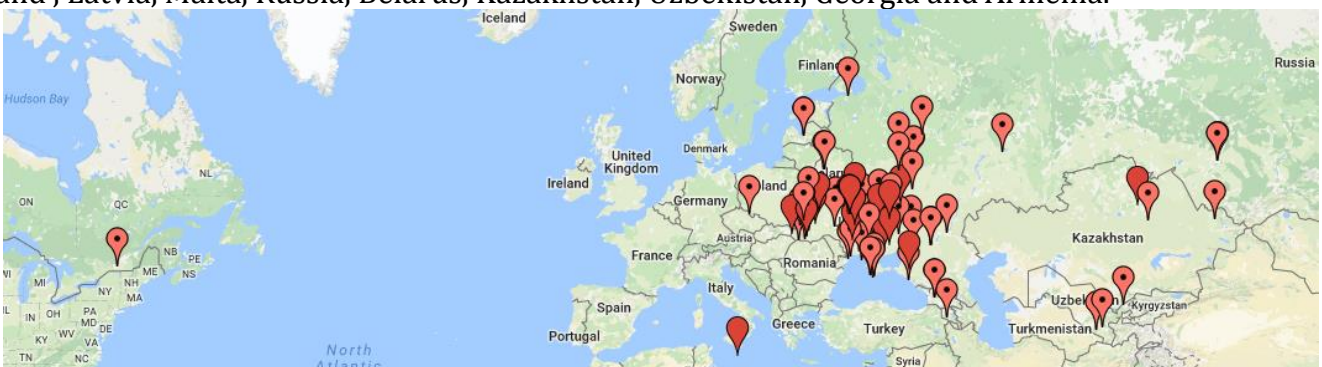 Latvia, Malta, Russia, Belarus, Kazakhstan, Uzbekistan, Georgia and Armenia.
Iceland
Sweden
Finland
Russia
Norway
Hudson Bay
Denmark
NL
United
Kingdom
Ireland
ON
QC
Germany
Austria
Kazakhstan
France
Romania
NB
PE
ME
NS
MI
NH
NY
MA
Italy
IN
OH
PA
MD
DE
Spain
Kyrgyzstan
Portugal
Greece
Turkey
Turkmenistan
KY
WV
VA
TN
NC
North
Atlantic
Syria